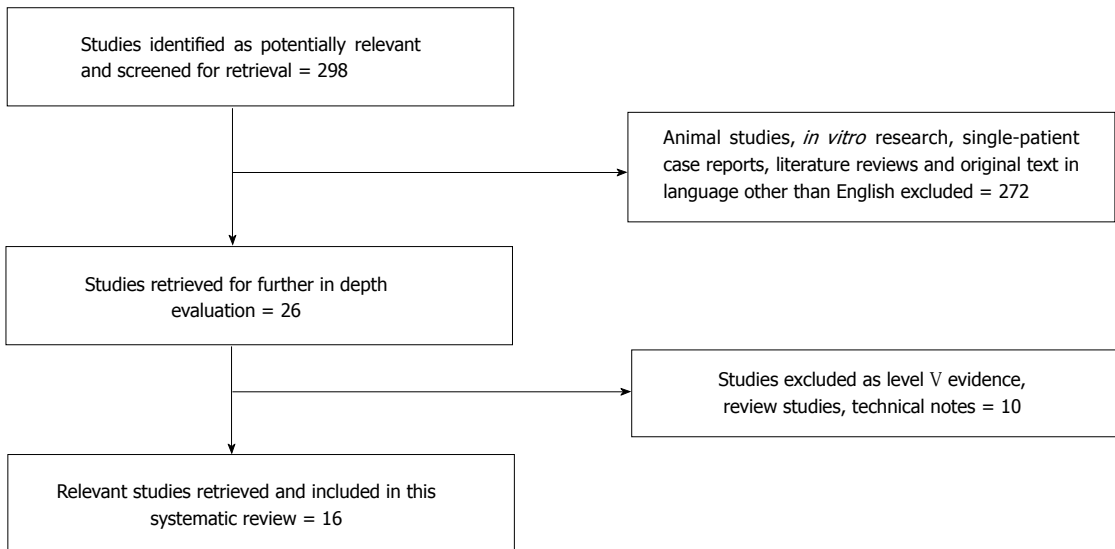 Studies identified as potentially relevant
and screened for retrieval = 298
Animal studies, in vitro research, single-patient
case reports, literature reviews and original text in
language other than English excluded = 272
Studies retrieved for further in depth
evaluation = 26
Studies excluded as level V evidence,
review studies, technical notes = 10
Relevant studies retrieved and included in this
systematic review = 16